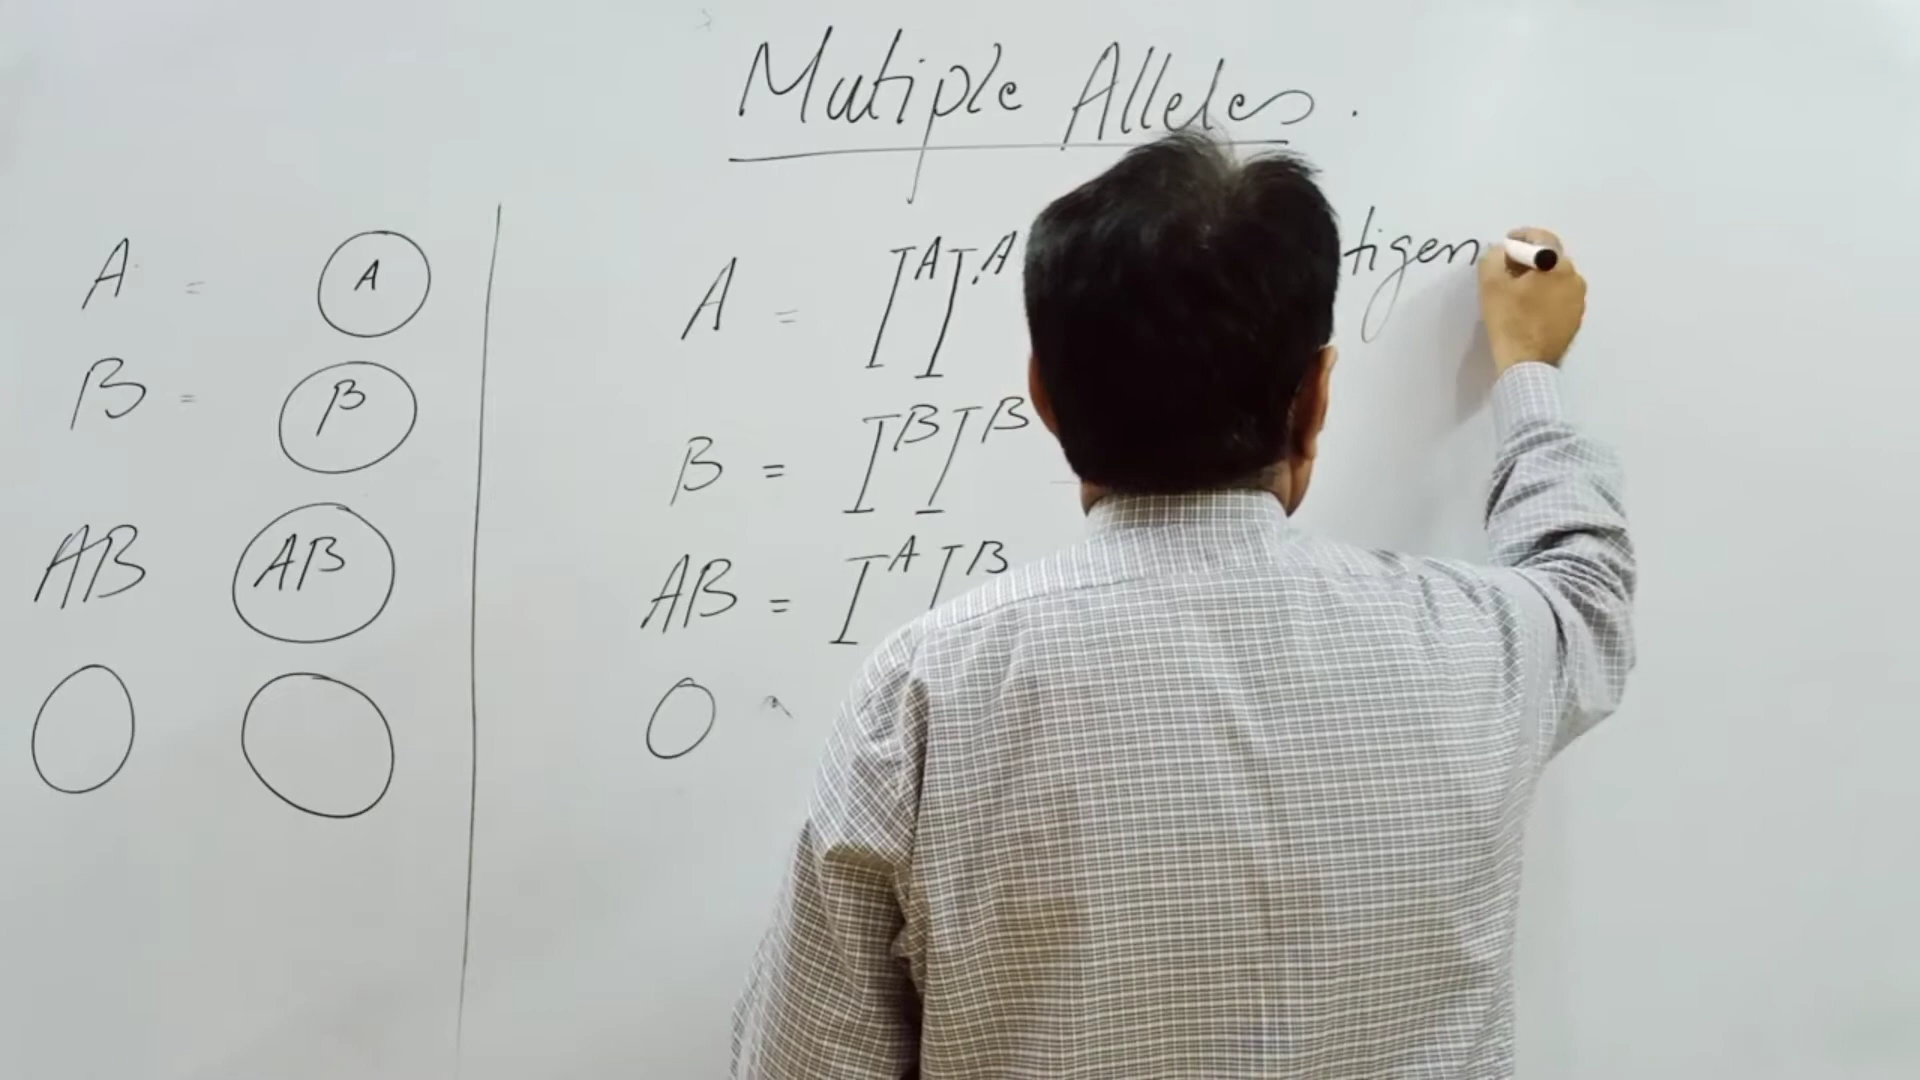 Mutiple Alleles.
A = A
B = B
AB AB
O
A = I^A I^A tigen
B = I^B I^B
AB = I^A I^B
O